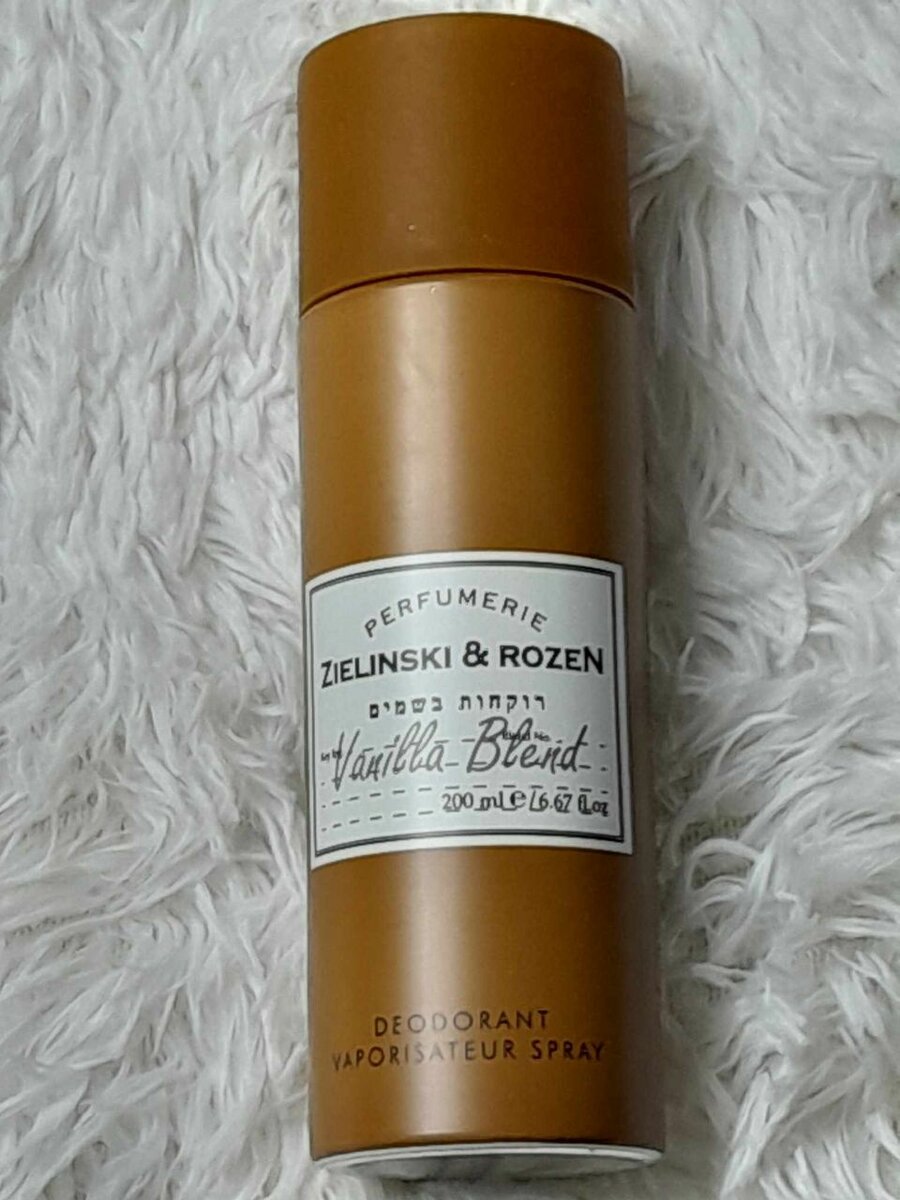 PERFUMERIE
ZIELINSKI & ROZEN
רוקחות בשמים
Vanilla Blend
200 ml e / 6.67 fl.oz
DEODORANT
VAPORISATEUR SPRAY